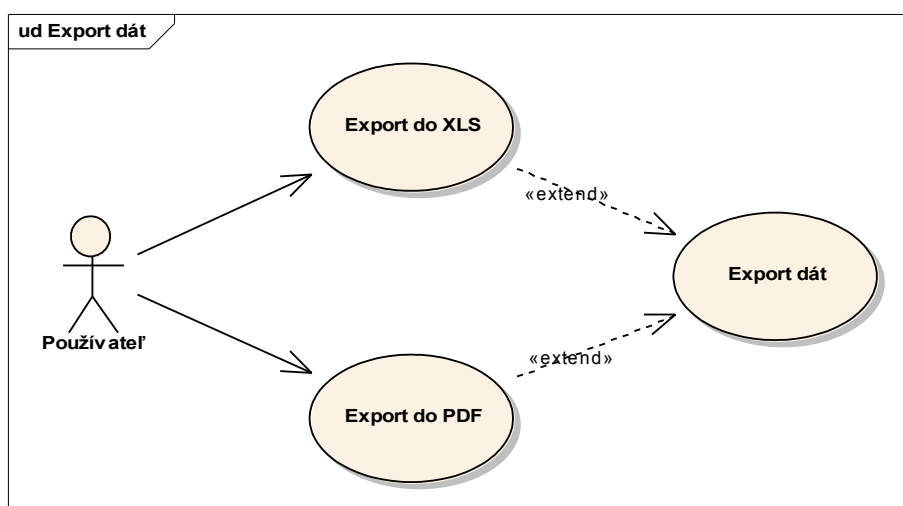 ud Export dát
Export do XLS
«extend»
Export dát
Používateľ
«extend»
Export do PDF